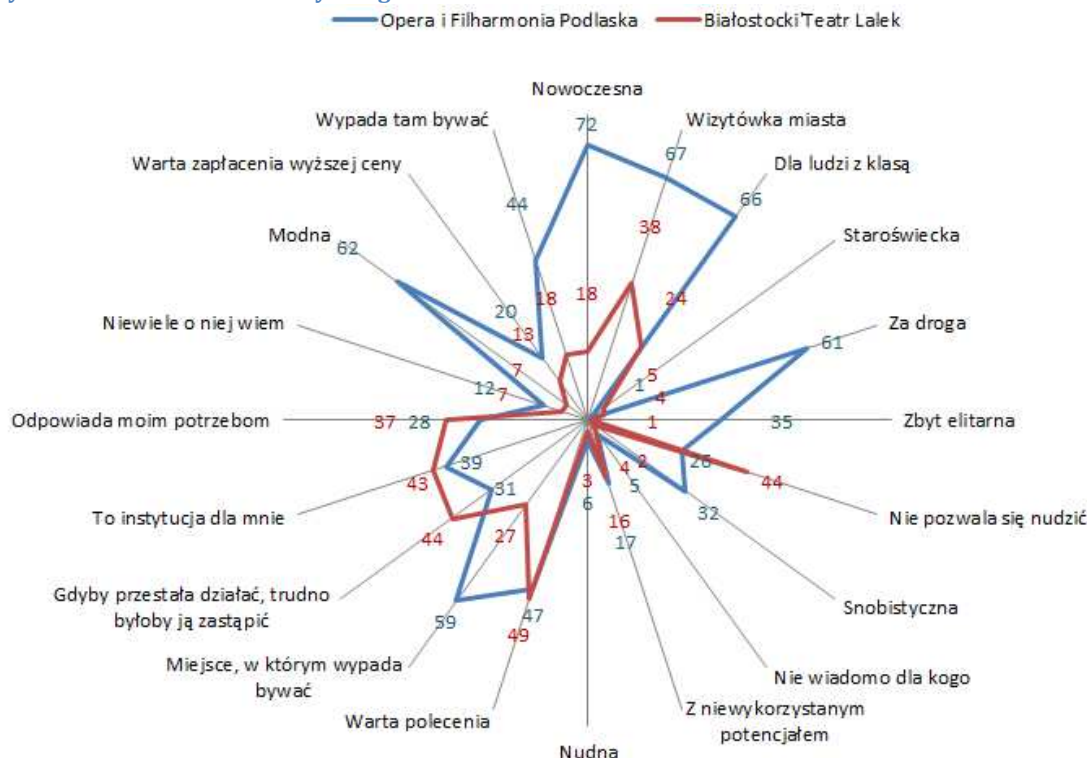 Opera i Filharmonia Podlaska
Białostocki Teatr Lalek
Nowoczesna
72
Wypada tam bywać
Wizytówka miasta
67
Warta zapłacenia wyższej ceny
Dla ludzi z klasą
44
66
38
Modna
62
Staroświecka
18
18
24
20
13
Niewiele o niej wiem
Za droga
61
7
5
12
7
1
4
Odpowiada moim potrzebom
37
28
1
35
Zbyt elitarna
39
4
2
26
43
3
5
44
31
6
32
To instytucja dla mnie
Nie pozwala się nudzić
44
27
16
17
Gdyby przestała działać, trudno
byłoby ją zastąpić
Snobistyczna
59
47
49
Miejsce, w którym wypada
bywać
Nie wiadomo dla kogo
Warta polecenia
Z niewykorzystanym
potencjałem
Nudna